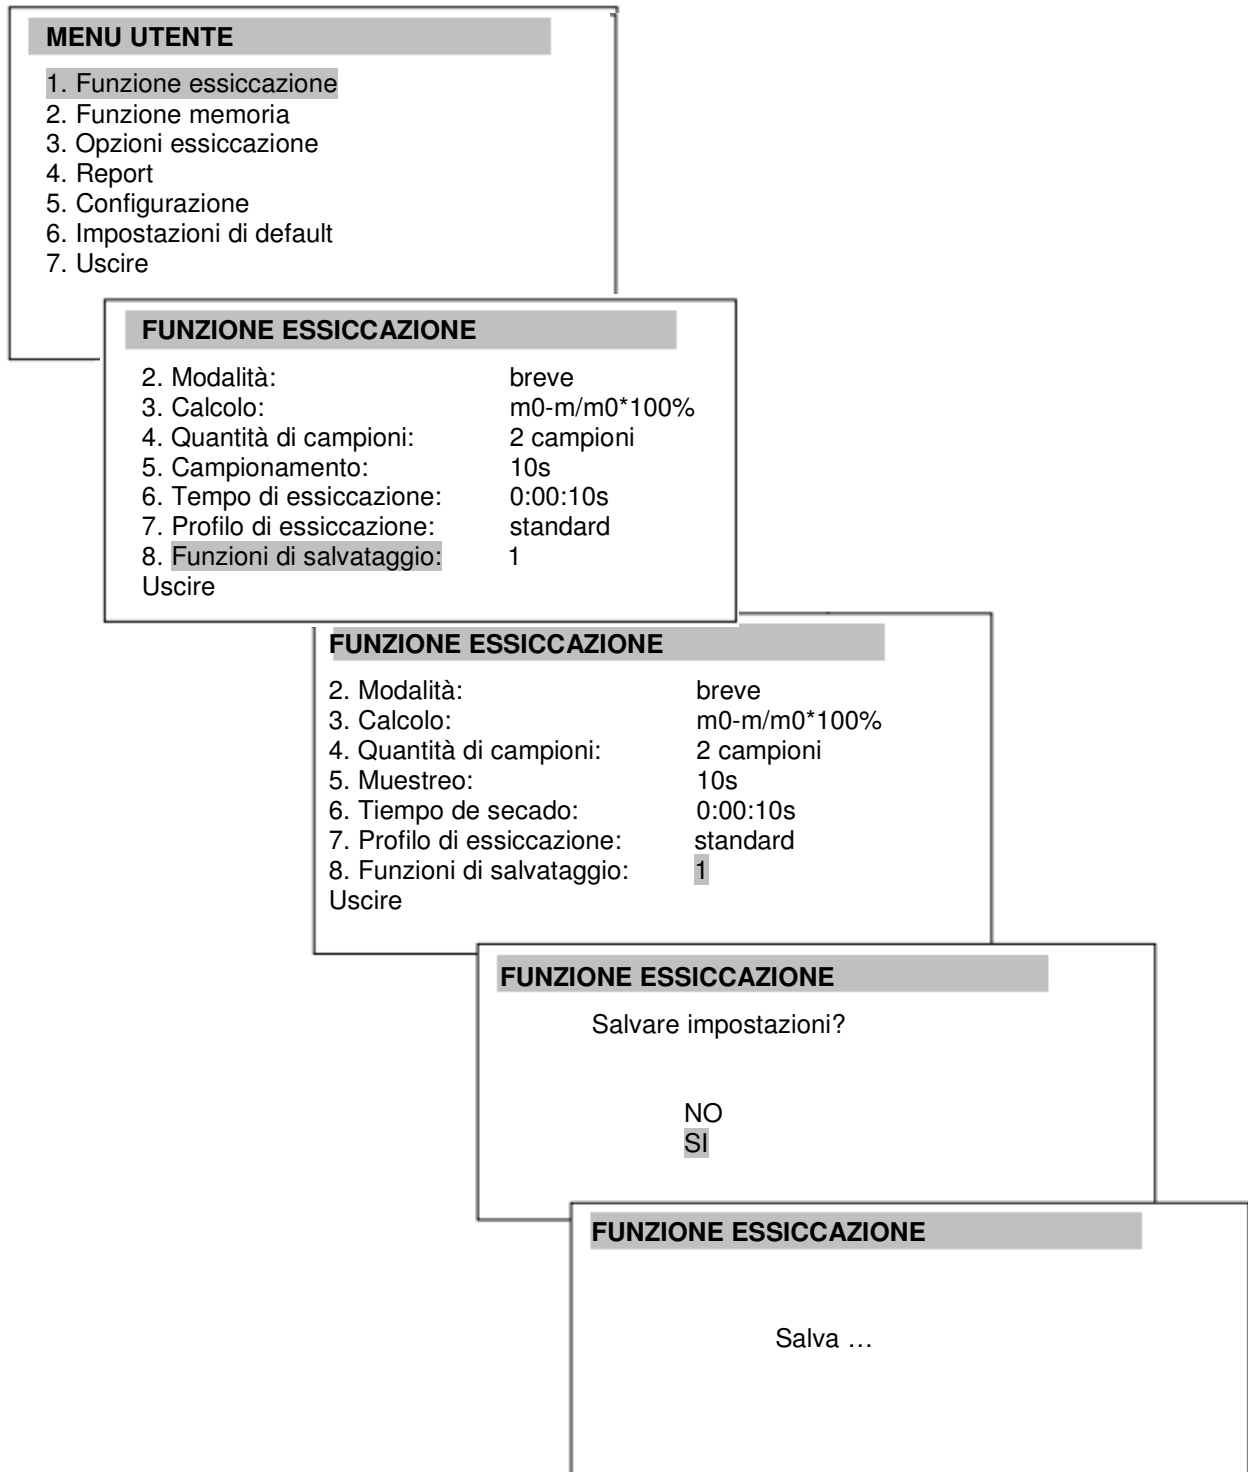 MENU UTENTE
1. Funzione essiccazione
2. Funzione memoria
3. Opzioni essiccazione
4. Report
5. Configurazione
6. Impostazioni di default
7. Uscire
FUNZIONE ESSICCAZIONE
2. Modalità: breve
3. Calcolo: m0-m/m0*100%
4. Quantità di campioni: 2 campioni
5. Campionamento: 10s
6. Tempo di essiccazione: 0:00:10s
7. Profilo di essiccazione: standard
8. Funzioni di salvataggio: 1
Uscire
FUNZIONE ESSICCAZIONE
2. Modalità: breve
3. Calcolo: m0-m/m0*100%
4. Quantità di campioni: 2 campioni
5. Muestreo: 10s
6. Tiempo de secado: 0:00:10s
7. Profilo di essiccazione: standard
8. Funzioni di salvataggio: 1
Uscire
FUNZIONE ESSICCAZIONE
Salvare impostazioni?
NO
SI
FUNZIONE ESSICCAZIONE
Salva …